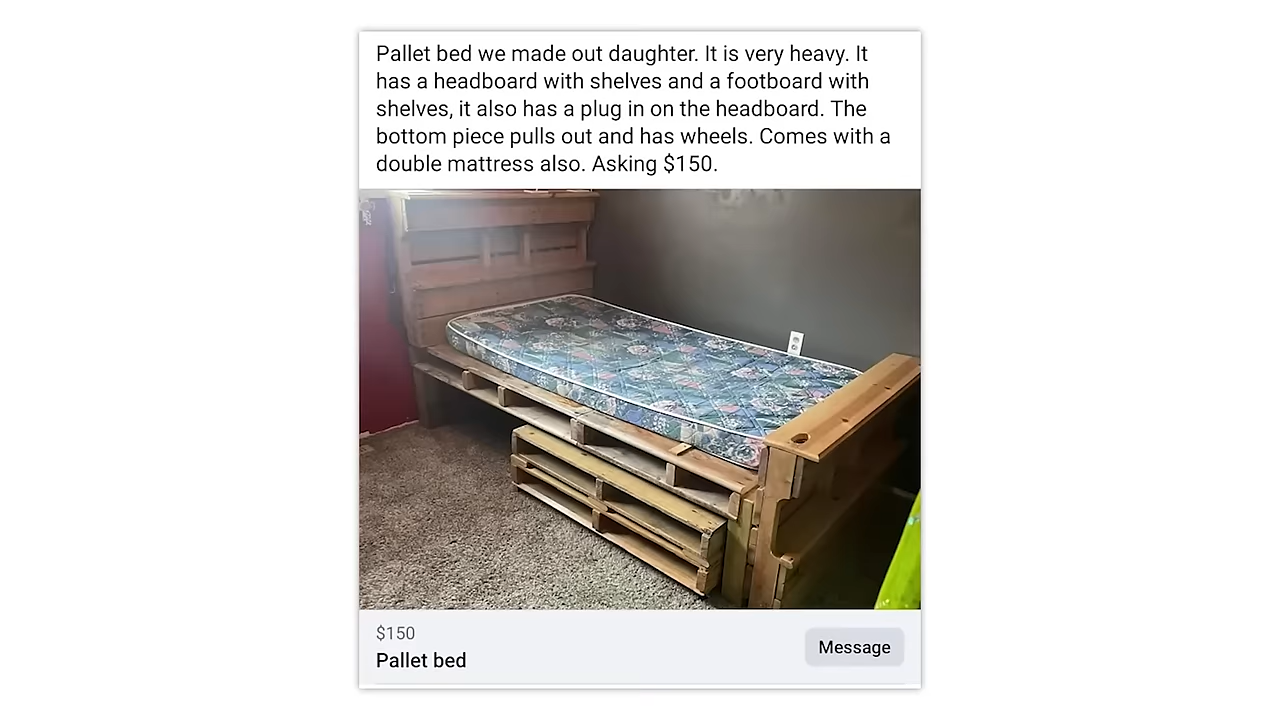 Pallet bed we made out daughter. It is very heavy. It
has a headboard with shelves and a footboard with
shelves, it also has a plug in on the headboard. The
bottom piece pulls out and has wheels. Comes with a
double mattress also. Asking $150.
$150
Pallet bed
Message